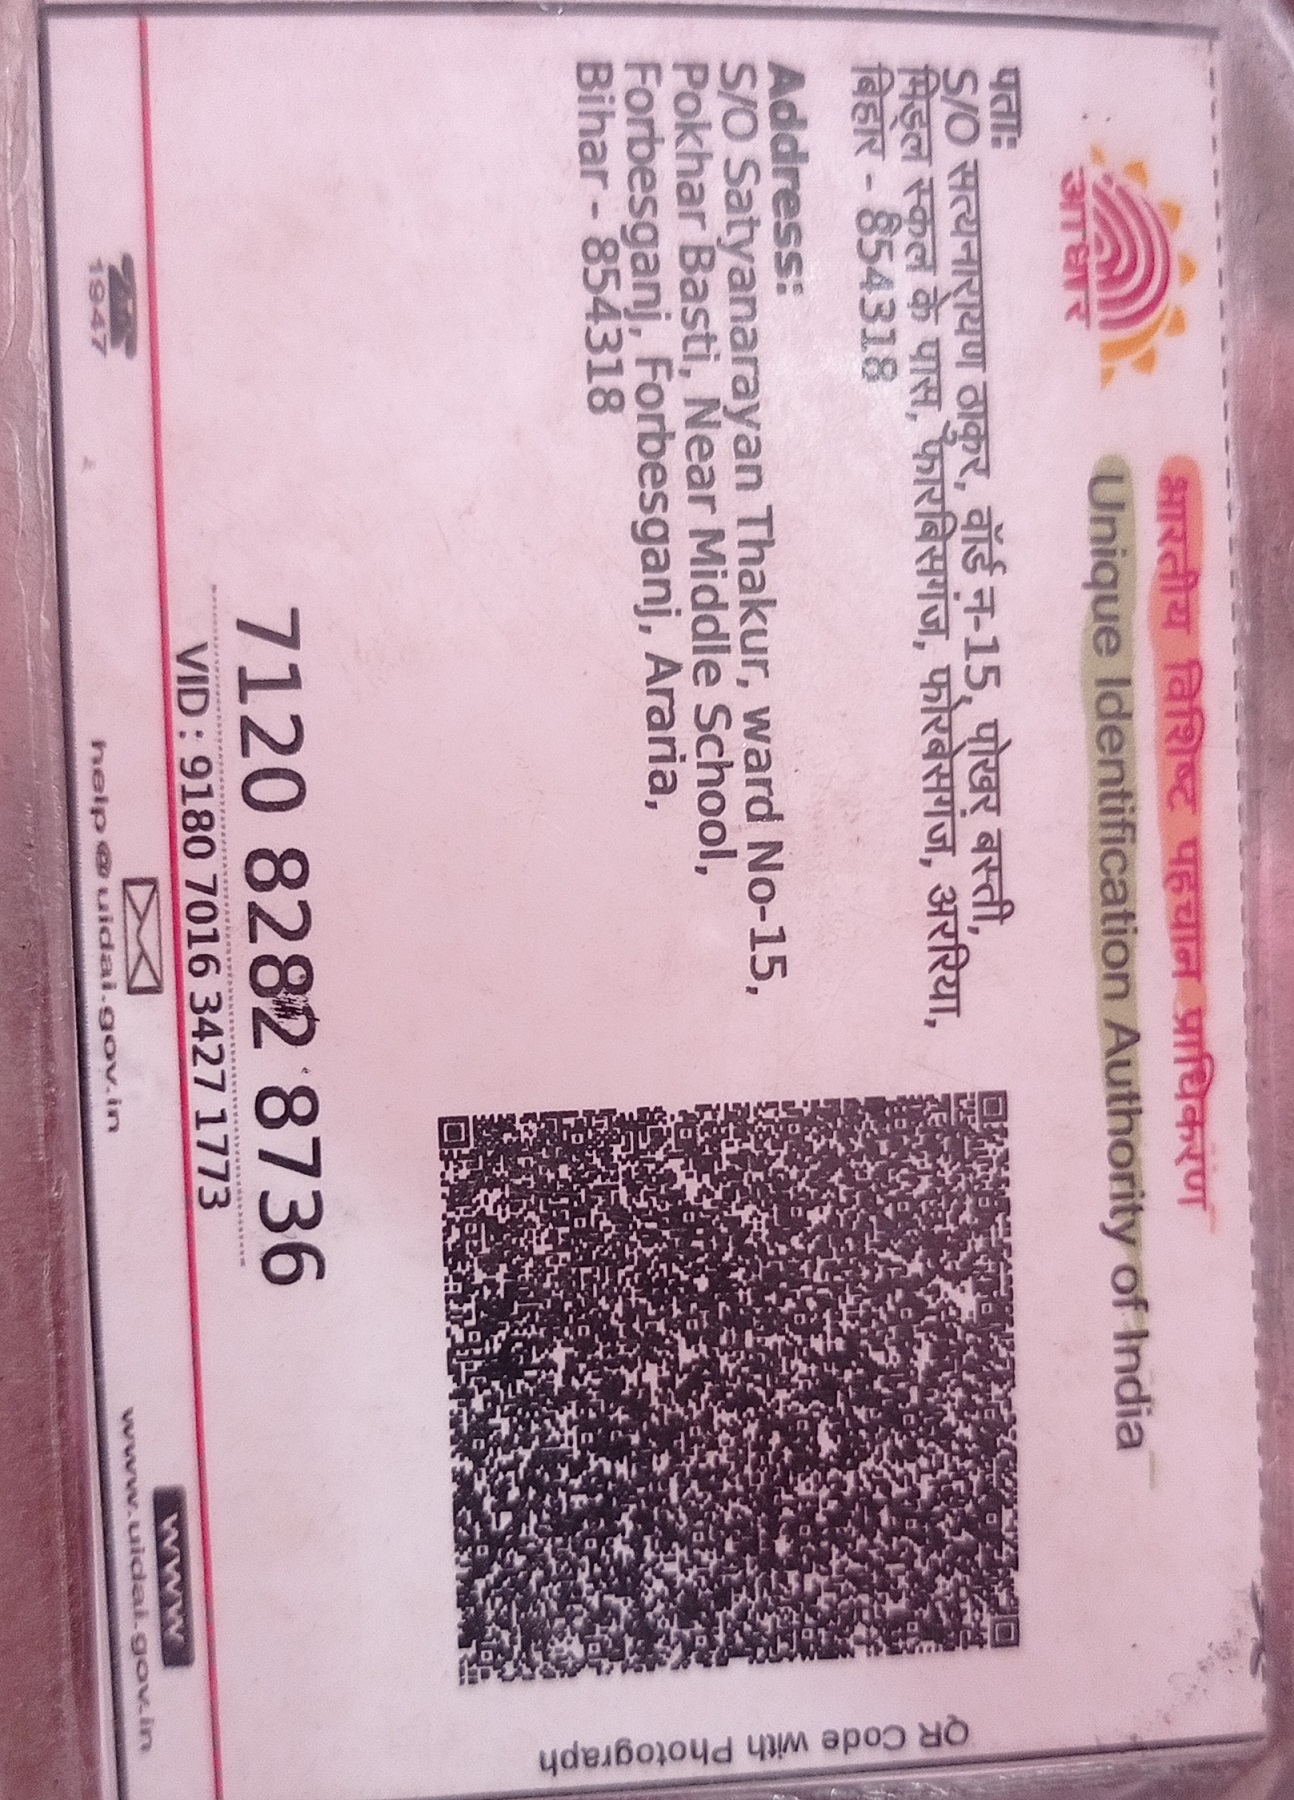 भारतीय विशिष्ट पहचान प्राधिकरण
Unique Identification Authority of India
आधार
पता:
S/O सत्यनारायण ठाकुर, वॉर्ड न-15, पोखर बस्ती,
मिडल स्कूल के पास, फॉरबिसगंज, फोरबेसगंज, अररिया,
बिहार - 854318
Address:
S/O Satyanarayan Thakur, ward No-15,
Pokhar Basti, Near Middle School,
Forbesganj, Forbesganj, Araria,
Bihar - 854318
QR Code with Photograph
7120 8282 8736
VID : 9180 7016 3427 1773
1947
help@uidai.gov.in
www
www.uidai.gov.in